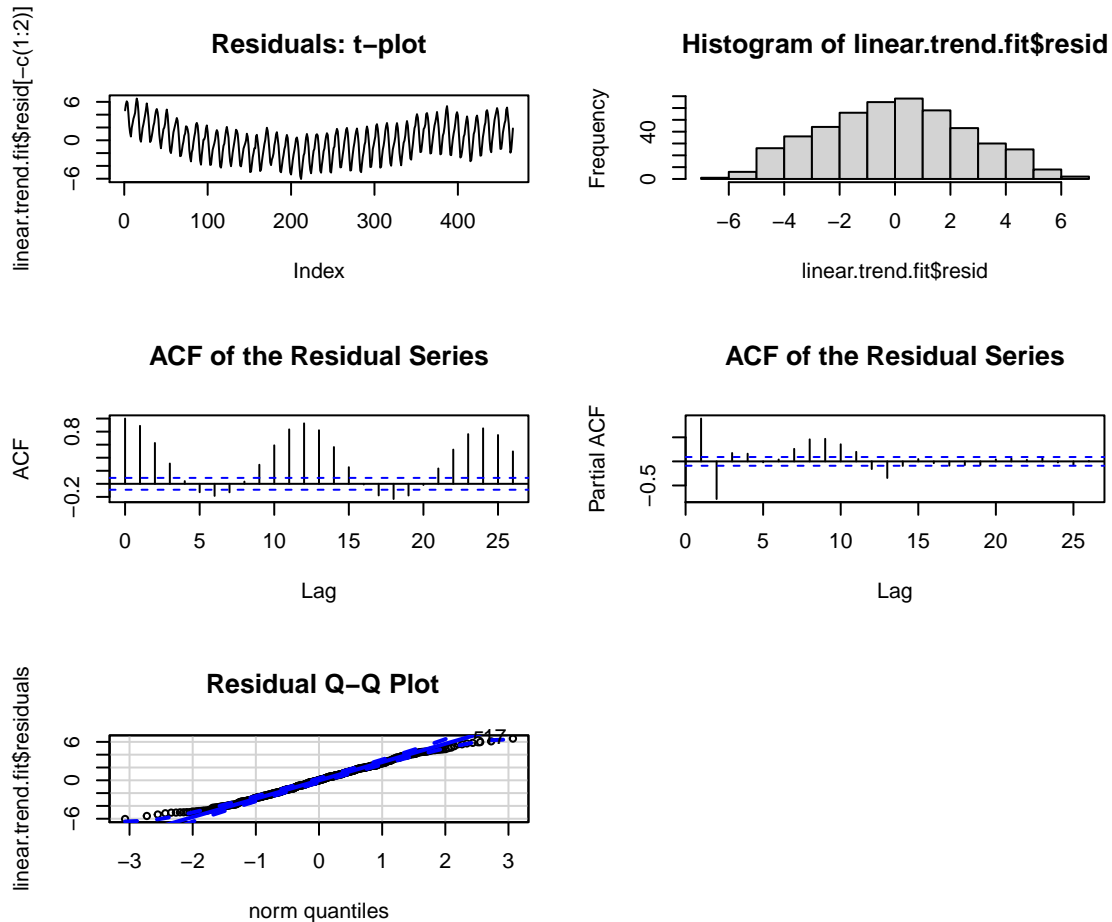 Residuals: t−plot
linear.trend.fit$resid[−c(1:2)]
6
0
−6
0 100 200 300 400
Index
Histogram of linear.trend.fit$resid
Frequency
40
0
−6 −4 −2 0 2 4 6
linear.trend.fit$resid
ACF of the Residual Series
ACF
0.8
−0.2
0 5 10 15 20 25
Lag
ACF of the Residual Series
Partial ACF
−0.5
0 5 10 15 20 25
Lag
Residual Q−Q Plot
linear.trend.fit$residuals
6
0
−6
−3 −2 −1 0 1 2 3
norm quantiles